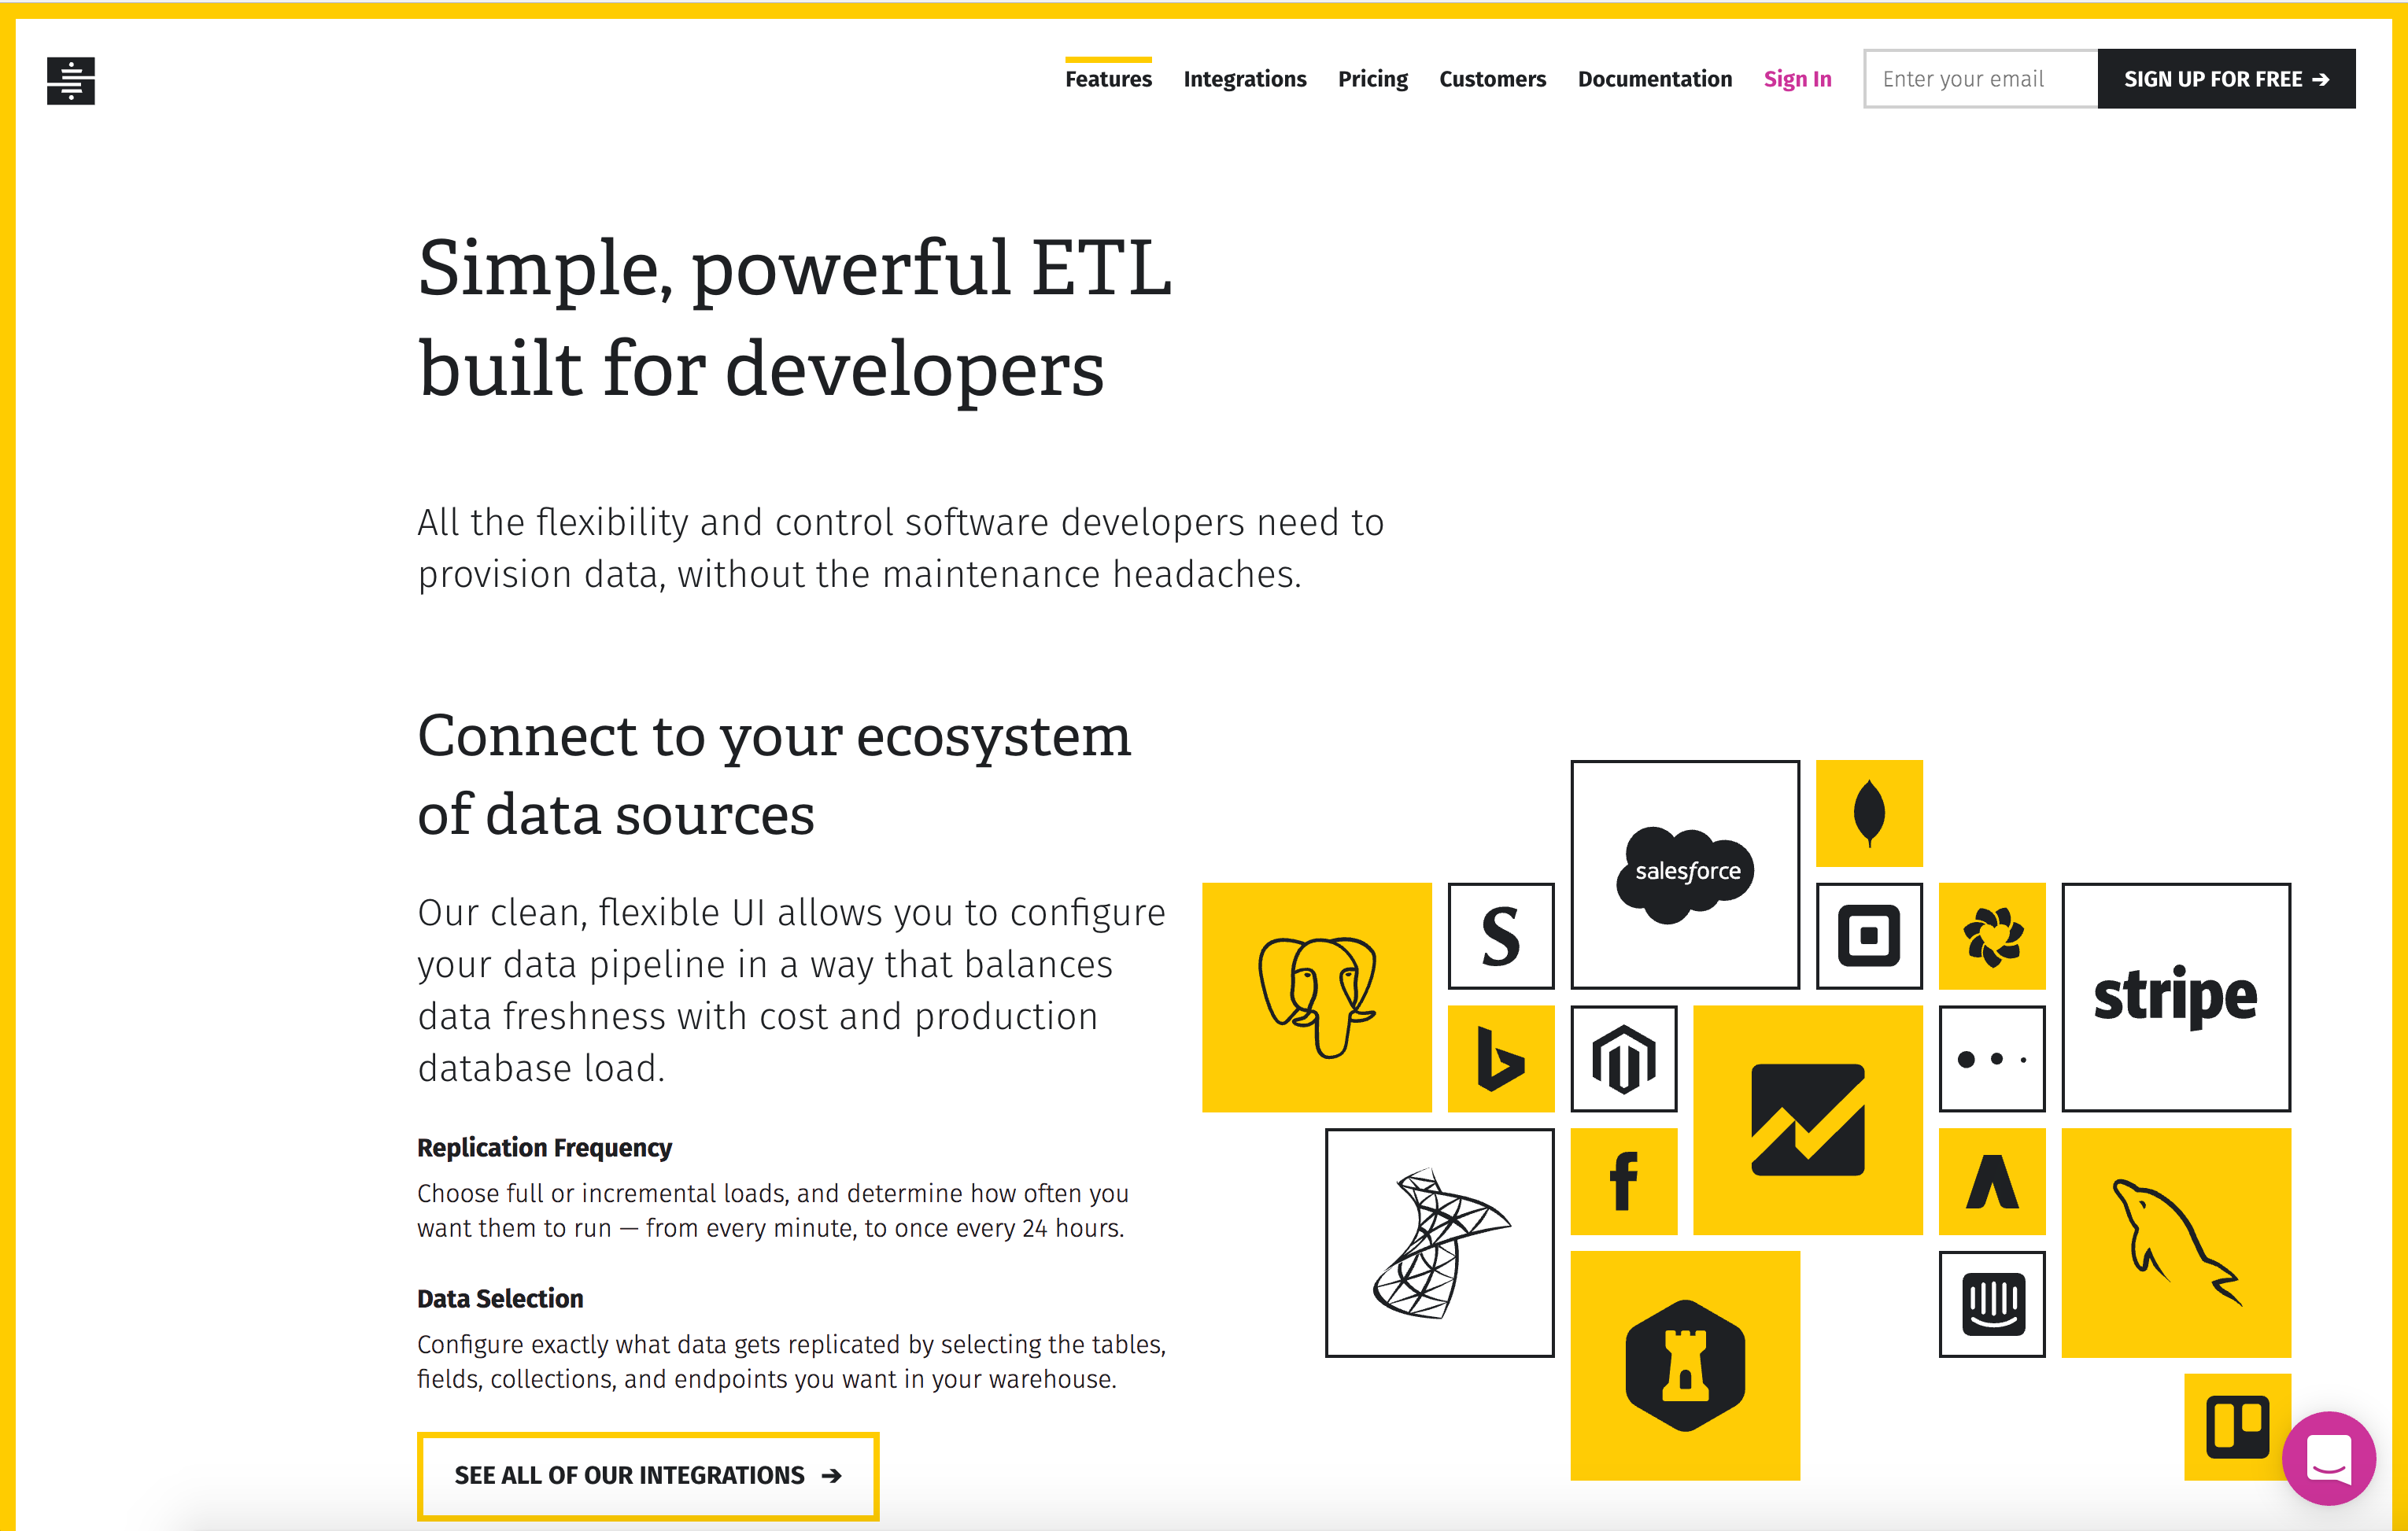 Features Integrations Pricing Customers Documentation Sign In Enter your email SIGN UP FOR FREE ➔
Simple, powerful ETL
built for developers
All the flexibility and control software developers need to
provision data, without the maintenance headaches.
Connect to your ecosystem
of data sources
Our clean, flexible UI allows you to configure
your data pipeline in a way that balances
data freshness with cost and production
database load.
Replication Frequency
Choose full or incremental loads, and determine how often you
want them to run — from every minute, to once every 24 hours.
Data Selection
Configure exactly what data gets replicated by selecting the tables,
fields, collections, and endpoints you want in your warehouse.
SEE ALL OF OUR INTEGRATIONS ➔
salesforce
S
stripe